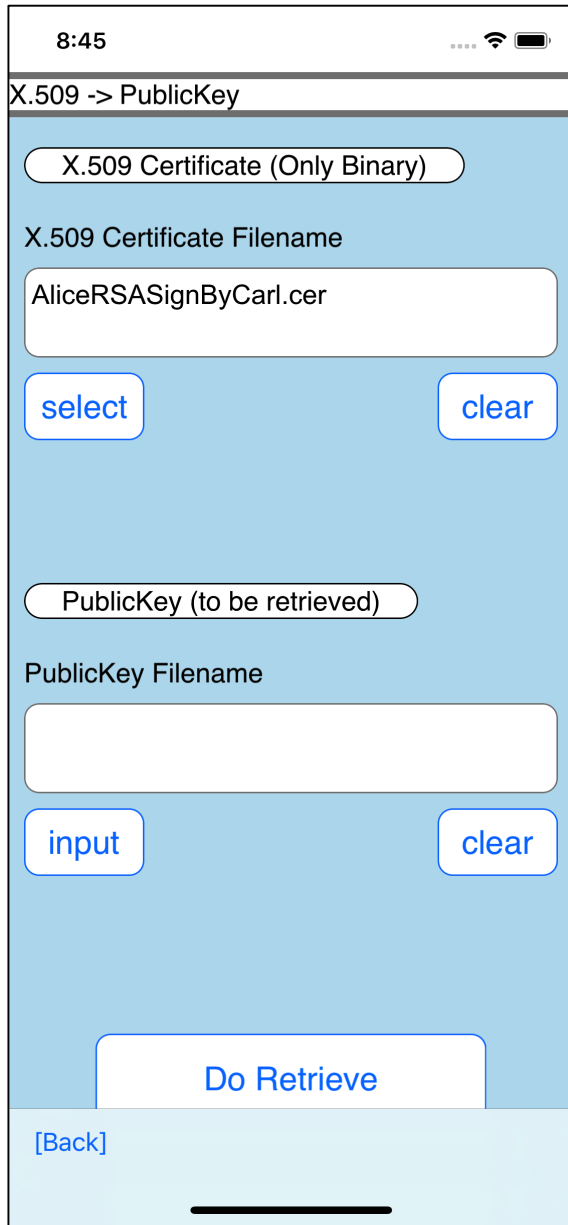 8:45
X.509 -> PublicKey
X.509 Certificate (Only Binary)
X.509 Certificate Filename
AliceRSASignByCarl.cer
select clear
PublicKey (to be retrieved)
PublicKey Filename
input clear
Do Retrieve
[Back]